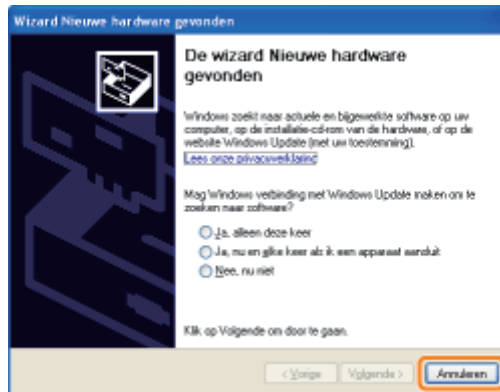 Wizard Nieuwe hardware gevonden
De wizard Nieuwe hardware
gevonden
Windows zoekt naar actuele en bijgewerkte software op uw
computer, op de installatie-cd-rom van de hardware, of op de
website Windows Update (met uw toestemming).
Lees onze privacyverklaring
Mag Windows verbinding met Windows Update maken om te
zoeken naar software?
Ja, alleen deze keer
Ja, nu en elke keer als ik een apparaat aansluit
Nee, nu niet
Klik op Volgende om door te gaan.
< Vorige
Volgende >
Annuleren